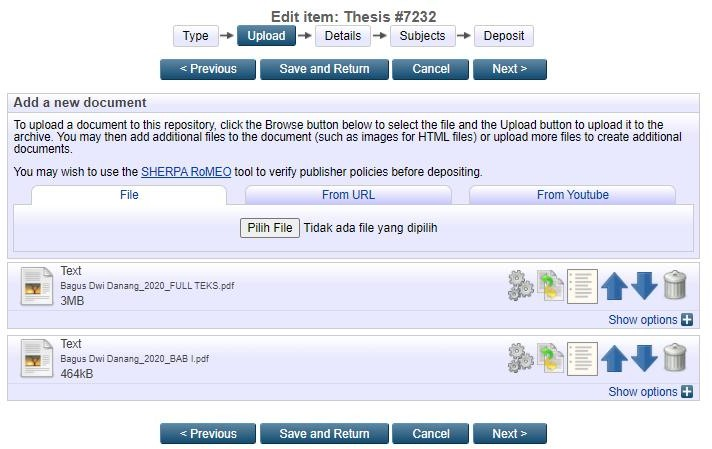 Edit item: Thesis #7232
Type Upload Details Subjects Deposit
< Previous Save and Return Cancel Next >
Add a new document
To upload a document to this repository, click the Browse button below to select the file and the Upload button to upload it to the
archive. You may then add additional files to the document (such as images for HTML files) or upload more files to create additional
documents.
You may wish to use the SHERPA RoMEO tool to verify publisher policies before depositing.
File From URL From Youtube
Pilih File Tidak ada file yang dipilih
Text
Bagus Dwi Danang_2020_FULL TEKS.pdf
3MB
Show options
Text
Bagus Dwi Danang_2020_BAB I.pdf
464kB
Show options
< Previous Save and Return Cancel Next >